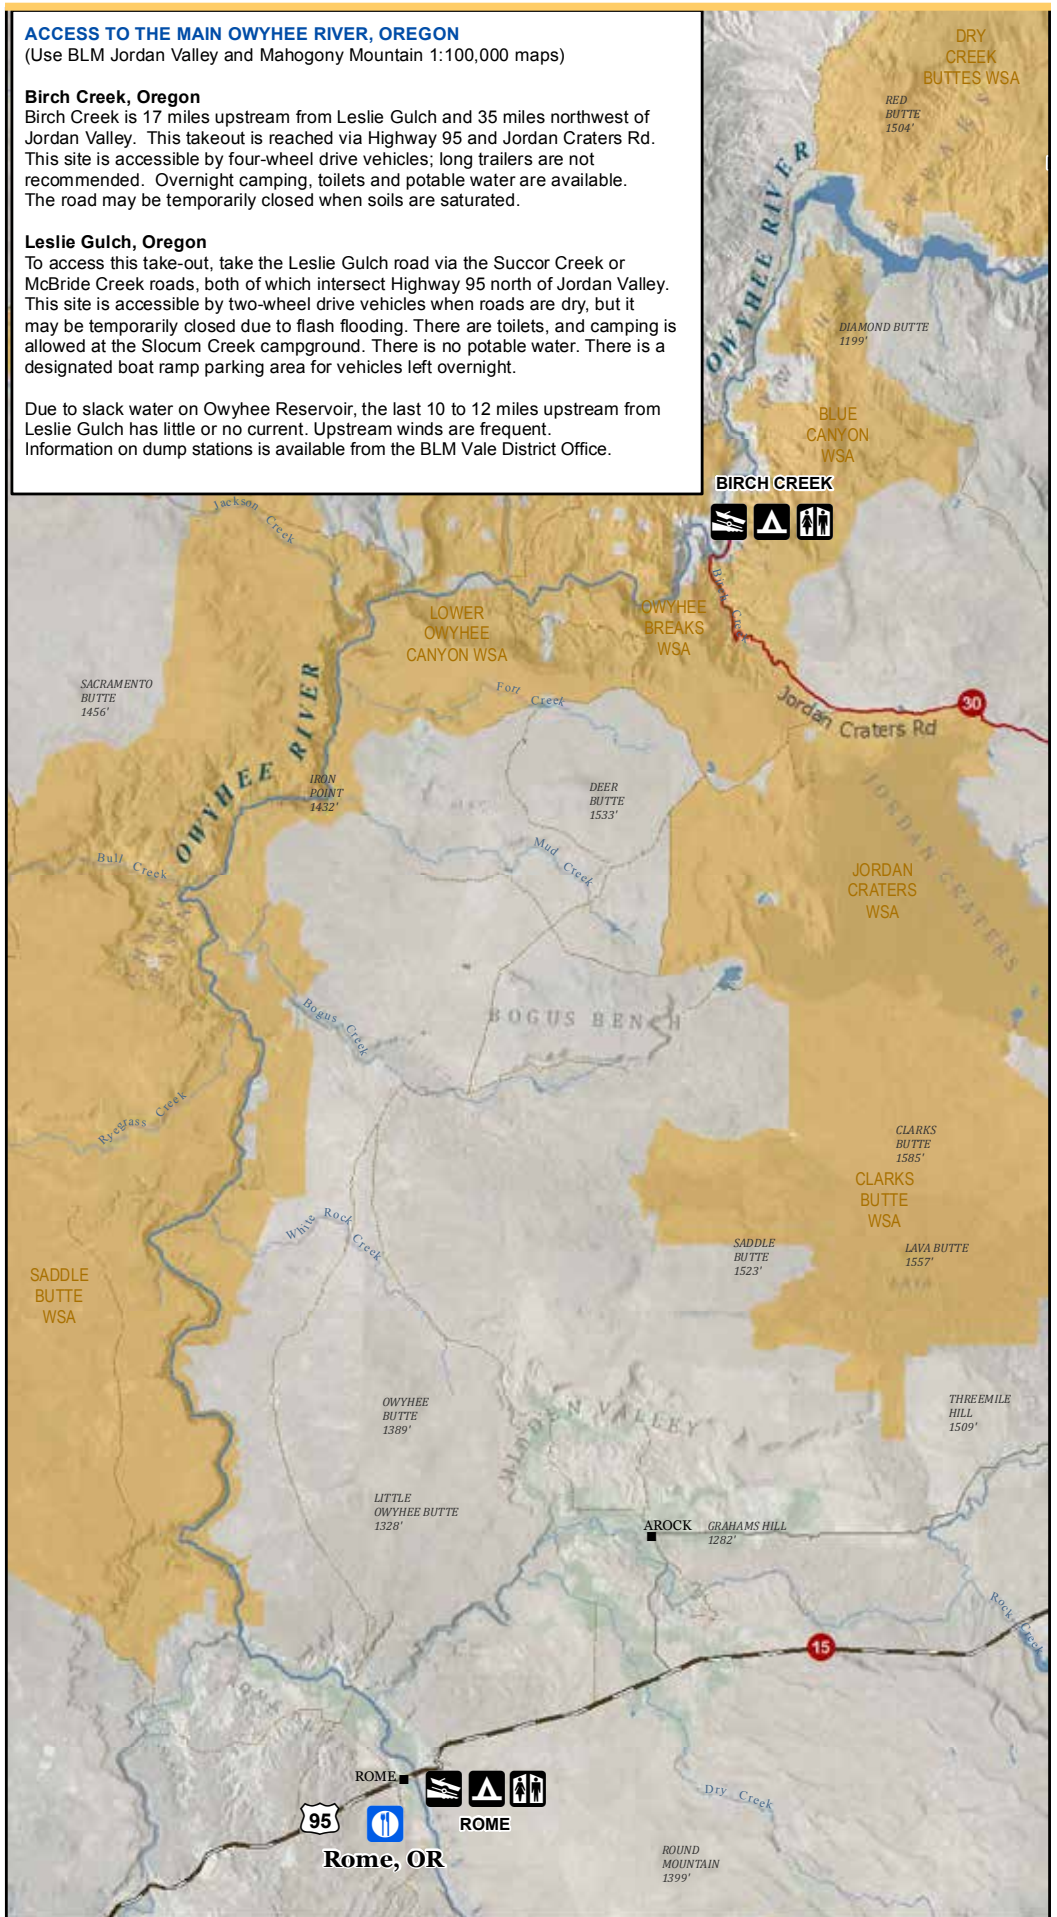 ACCESS TO THE MAIN OWYHEE RIVER, OREGON
(Use BLM Jordan Valley and Mahogony Mountain 1:100,000 maps)
Birch Creek, Oregon
Birch Creek is 17 miles upstream from Leslie Gulch and 35 miles northwest of
Jordan Valley. This takeout is reached via Highway 95 and Jordan Craters Rd.
This site is accessible by four-wheel drive vehicles; long trailers are not
recommended. Overnight camping, toilets and potable water are available.
The road may be temporarily closed when soils are saturated.
Leslie Gulch, Oregon
To access this take-out, take the Leslie Gulch road via the Succor Creek or
McBride Creek roads, both of which intersect Highway 95 north of Jordan Valley.
This site is accessible by two-wheel drive vehicles when roads are dry, but it
may be temporarily closed due to flash flooding. There are toilets, and camping is
allowed at the Slocum Creek campground. There is no potable water. There is a
designated boat ramp parking area for vehicles left overnight.
Due to slack water on Owyhee Reservoir, the last 10 to 12 miles upstream from
Leslie Gulch has little or no current. Upstream winds are frequent.
Information on dump stations is available from the BLM Vale District Office.
DRY
CREEK
BUTTES WSA
RED
BUTTE
1504'
OWYHEE RIVER
DIAMOND BUTTE
1199'
BLUE
CANYON
WSA
BIRCH CREEK
Jackson Creek
Birch Creek
LOWER
OWYHEE
CANYON WSA
OWYHEE
BREAKS
WSA
SACRAMENTO
BUTTE
1456'
Fort Creek
30
Jordan Craters Rd
OWYHEE RIVER
IRON
POINT
1432'
DEER
BUTTE
1533'
JORDAN CRATERS
Mud Creek
Bull Creek
JORDAN
CRATERS
WSA
Bogus Creek
BOGUS BENCH
Ryegrass Creek
CLARKS
BUTTE
1585'
CLARKS
BUTTE
WSA
White Rock Creek
SADDLE
BUTTE
1523'
LAVA BUTTE
1557'
SADDLE
BUTTE
WSA
OWYHEE
BUTTE
1389'
HIDDEN VALLEY
THREEMILE
HILL
1509'
LITTLE
OWYHEE BUTTE
1328'
AROCK
GRAHAMS HILL
1282'
Rock Creek
15
ROME
ROME
ROME
95
Rome, OR
Dry Creek
ROUND
MOUNTAIN
1399'